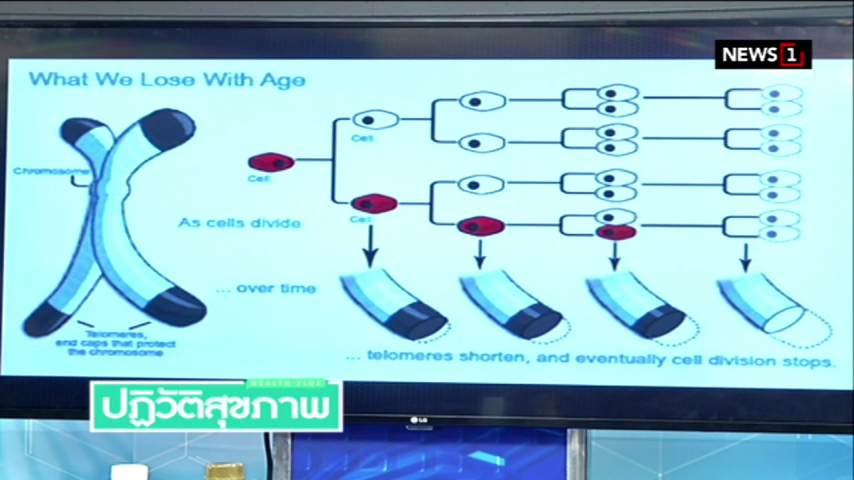 NEWS 1
What We Lose With Age
Chromosome
Cell
Cell
Cell
As cells divide
... over time
Telomeres,
end caps that protect
the chromosome
... telomeres shorten, and eventually cell division stops.
HEALTH PLUS
ปฏิวัติสุขภาพ
LG